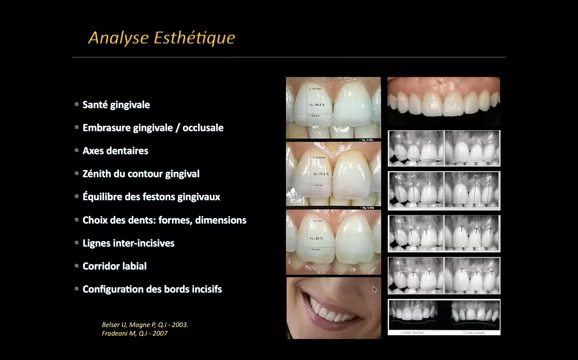 Analyse Esthétique
Santé gingivale
Embrasure gingivale / occlusale
Axes dentaires
Zénith du contour gingival
Équilibre des festons gingivaux
Choix des dents: formes, dimensions
Lignes inter-incisives
Corridor labial
Configuration des bords incisifs
Belser U, Magne P, Q.I - 2003.
Fradeani M, Q.I - 2007